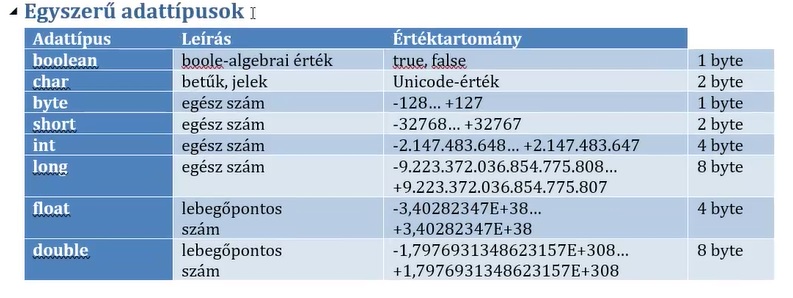 Egyszerű adattípusok
Adattípus Leírás Értéktartomány
boolean boole-algebrai érték true, false 1 byte
char betűk, jelek Unicode-érték 2 byte
byte egész szám -128… +127 1 byte
short egész szám -32768… +32767 2 byte
int egész szám -2.147.483.648… +2.147.483.647 4 byte
long egész szám -9.223.372.036.854.775.808… 8 byte
+9.223.372.036.854.775.807
float lebegőpontos -3,40282347E+38… 4 byte
szám +3,40282347E+38
double lebegőpontos -1,7976931348623157E+308… 8 byte
szám +1,7976931348623157E+308